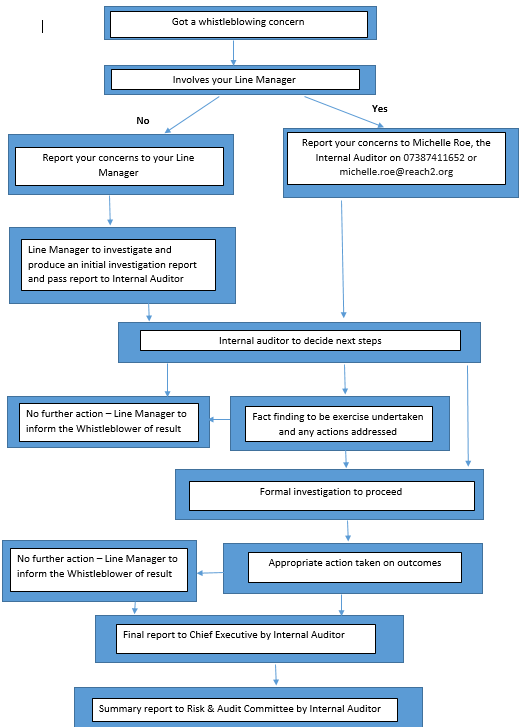 Got a whistleblowing concern
Involves your Line Manager
No
Yes
Report your concerns to your Line
Manager
Report your concerns to Michelle Roe, the
Internal Auditor on 07387411652 or
michelle.roe@reach2.org
Line Manager to investigate and
produce an initial investigation report
and pass report to Internal Auditor
Internal auditor to decide next steps
No further action – Line Manager to
inform the Whistleblower of result
Fact finding to be exercise undertaken
and any actions addressed
Formal investigation to proceed
No further action – Line Manager to
inform the Whistleblower of result
Appropriate action taken on outcomes
Final report to Chief Executive by Internal Auditor
Summary report to Risk & Audit Committee by Internal Auditor